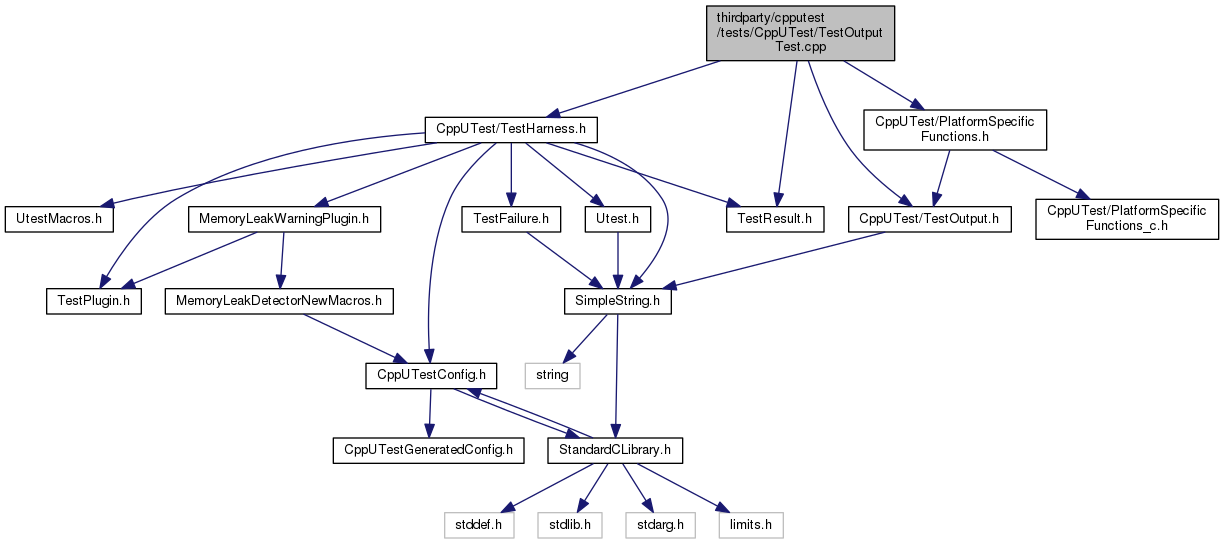 thirdparty/cpputest
/tests/CppUTest/TestOutput
Test.cpp
CppUTest/TestHarness.h
CppUTest/PlatformSpecific
Functions.h
UtestMacros.h
MemoryLeakWarningPlugin.h
TestFailure.h
Utest.h
TestResult.h
CppUTest/TestOutput.h
CppUTest/PlatformSpecific
Functions_c.h
TestPlugin.h
MemoryLeakDetectorNewMacros.h
SimpleString.h
CppUTestConfig.h
string
CppUTestGeneratedConfig.h
StandardCLibrary.h
stddef.h
stdlib.h
stdarg.h
limits.h